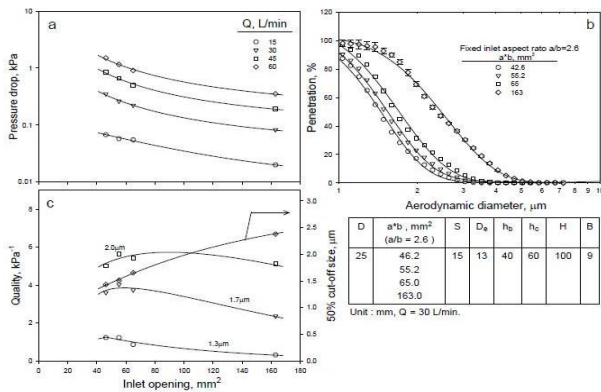 a
Q, L/min
15
30
45
60
Pressure drop, kPa
10
1
0.1
0.01
b
Fixed inlet aspect rato a/b=2.6
a*b, mm²
42.6
55.2
65
163
Penetration, %
120
100
80
60
40
20
0
1 2 3 4 5 6 7 8 9 10
Aerodynamic diameter, μm
c
2.0μm
1.7μm
1.3μm
Quality, kPa⁻¹
8
6
4
2
0
50% cut-off size, μm
3.0
2.5
2.0
1.5
1.0
0.5
0.0
0 20 40 60 80 100 120 140 160 180
Inlet opening, mm²
D a*b , mm² (a/b = 2.6 ) S Dₑ h_b h_c H B
25 46.2 15 13 40 60 100 9
55.2
65.0
163.0
Unit : mm, Q = 30 L/min.